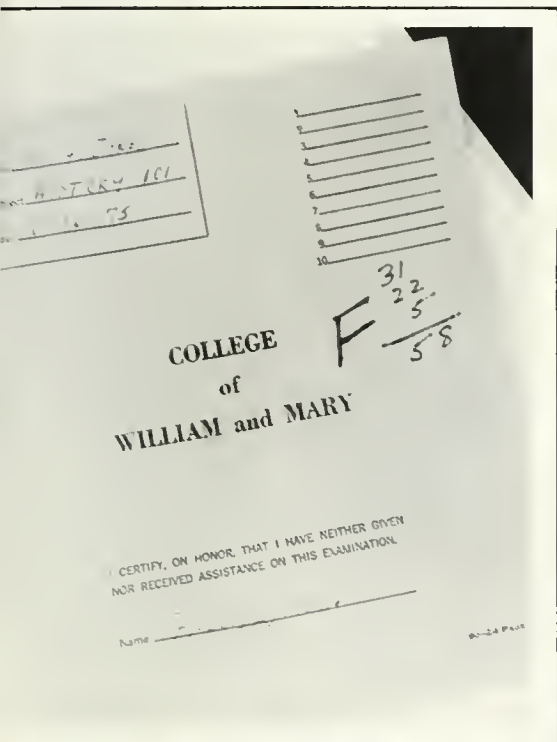 HISTORY 101
75
1
2
3
4
5
6
7
8
9
10
31
22
5
F
58
COLLEGE
of
WILLIAM and MARY
I CERTIFY, ON HONOR, THAT I HAVE NEITHER GIVEN
NOR RECEIVED ASSISTANCE ON THIS EXAMINATION.
Name